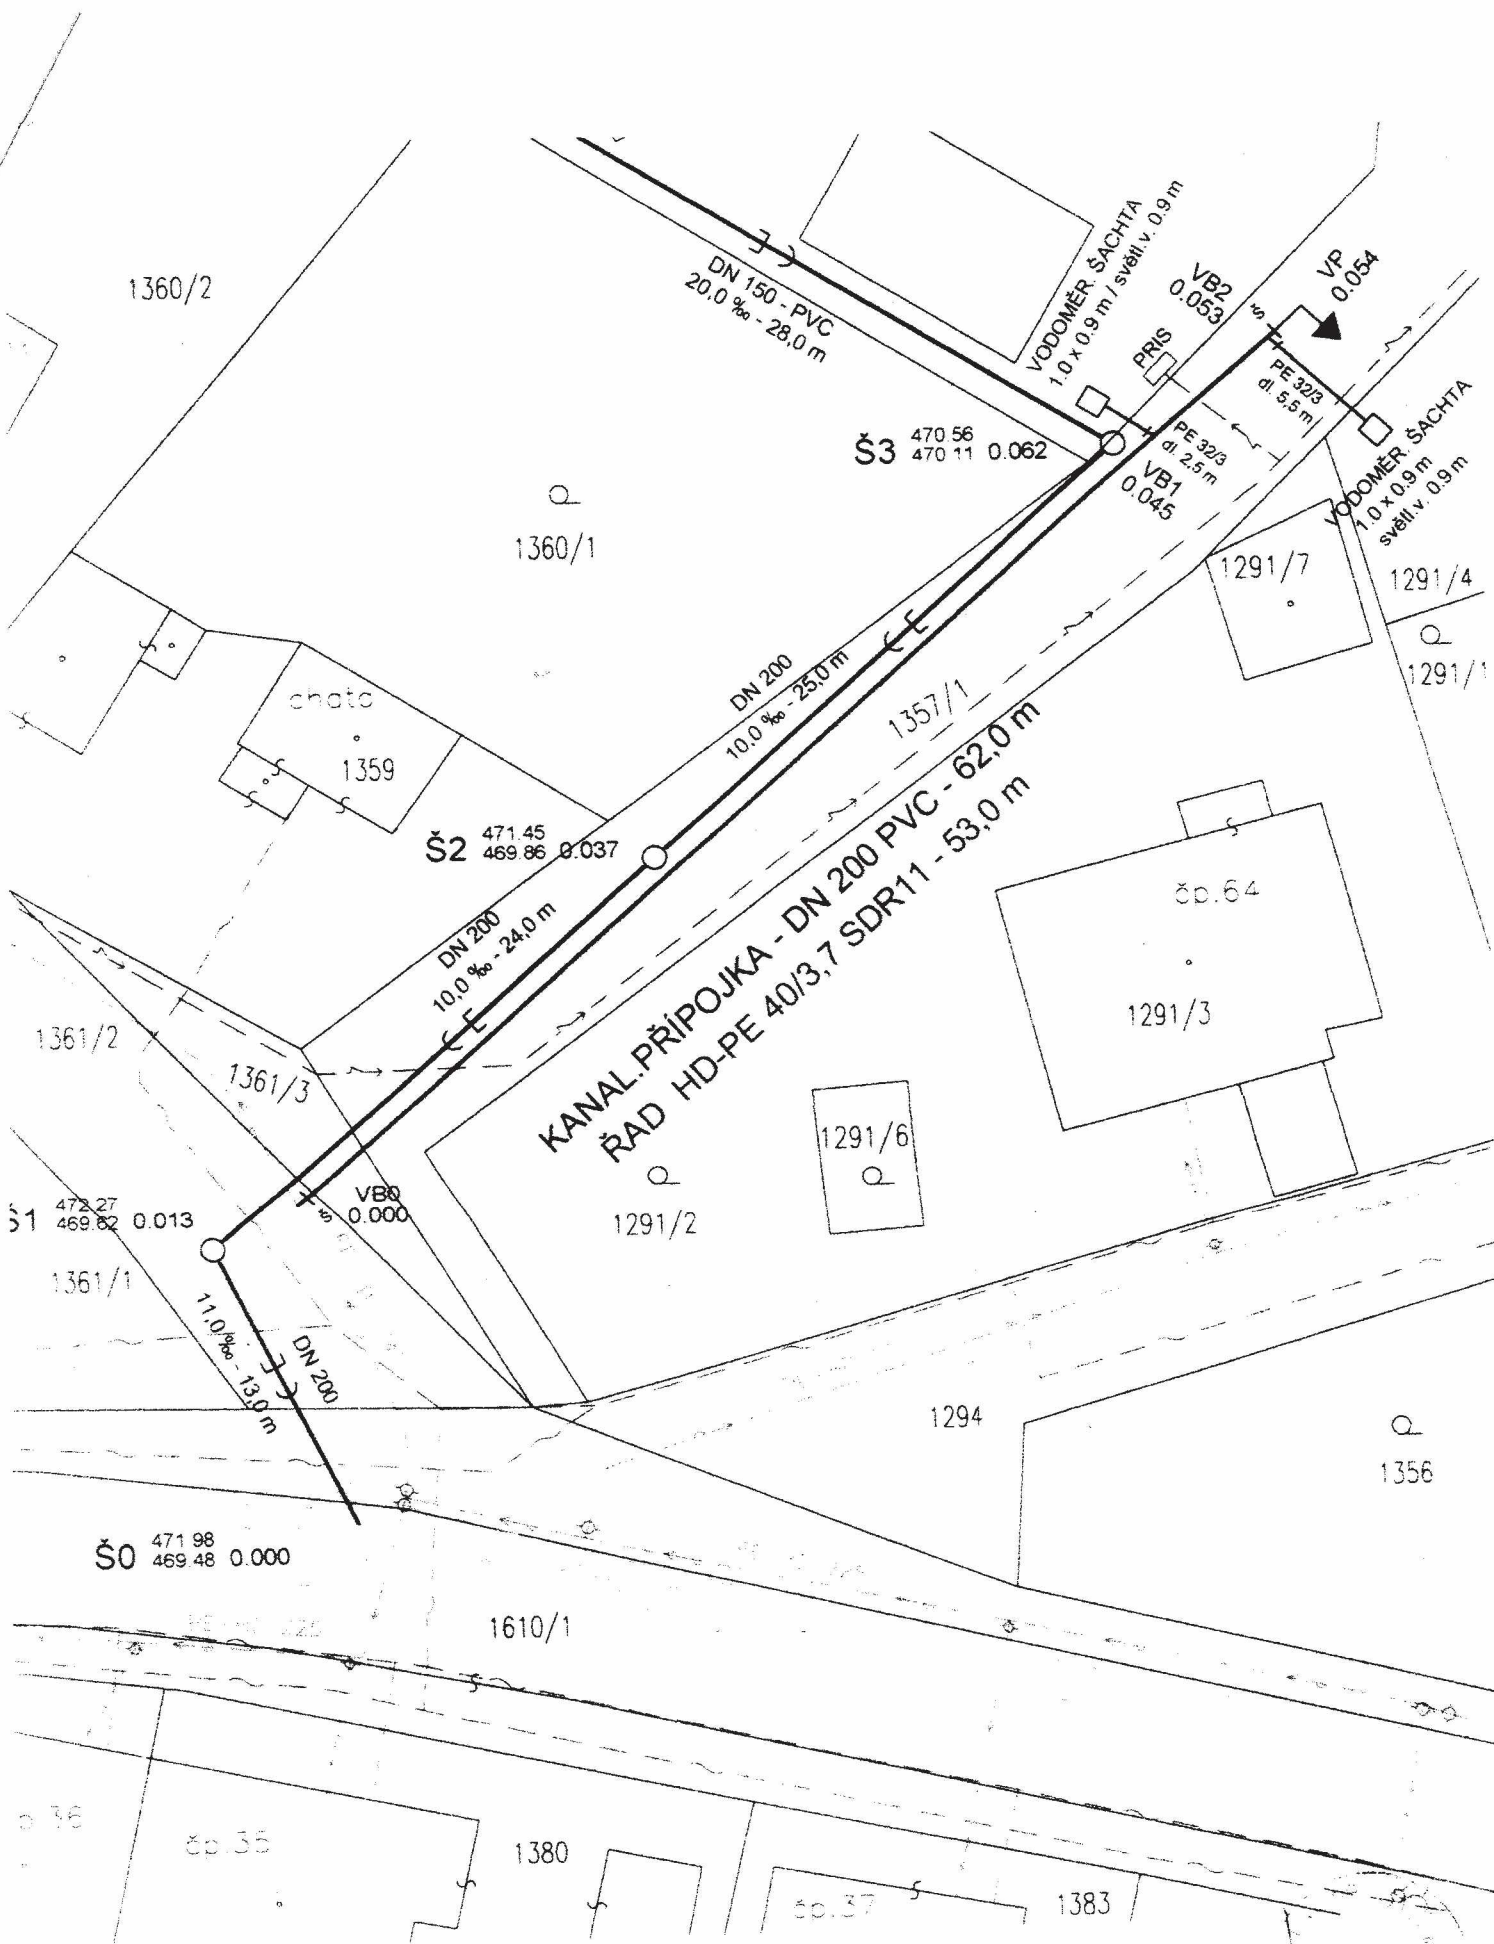 1360/2
DN 150 - PVC
20,0 ‰ - 28,0 m
VODOMĚR. ŠACHTA
1.0 x 0.9 m / světl.v. 0.9 m
VB2
0.053
VP
0.054
Š
PRIS
PE 32/3
dl. 5,5 m
VODOMĚR. ŠACHTA
1.0 x 0.9 m
světl.v. 0.9 m
Š3 470.56
470 11 0.062
PE 32/3
dl. 2,5 m
VB1
0.045
1360/1
1291/7
1291/4
1291/1
DN 200
10,0 ‰ - 25,0 m
1357/1
chata
1359
Š2 471.45
469.86 0.037
DN 200
10,0 ‰ - 24,0 m
KANAL.PŘÍPOJKA - DN 200 PVC - 62,0 m
ŘAD HD-PE 40/3,7 SDR11 - 53,0 m
čp.64
1291/3
1361/2
1361/3
1291/6
1291/2
Š1 472.27
469.62 0.013
VB0
0.000
Š
1361/1
11,0 ‰ - 13,0 m
DN 200
1294
1356
Š0 471 98
469.48 0.000
1610/1
čp.35
1380
čp.37
1383